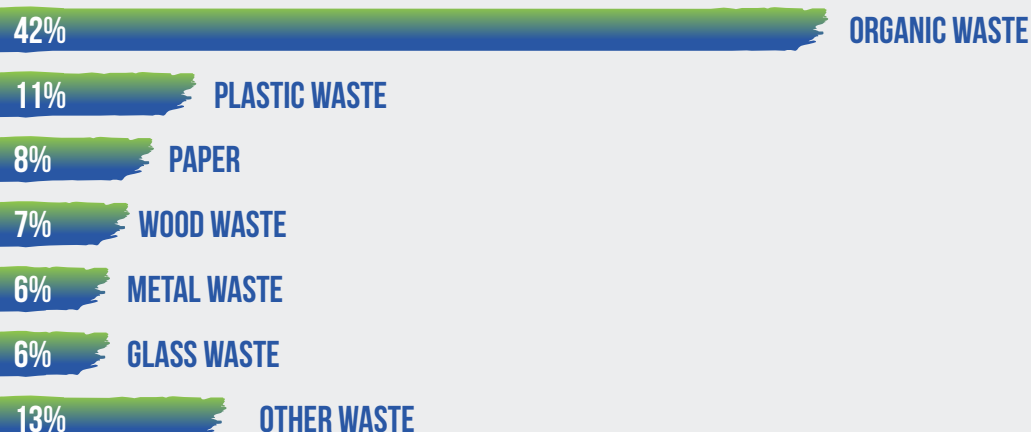 42% ORGANIC WASTE
11% PLASTIC WASTE
8% PAPER
7% WOOD WASTE
6% METAL WASTE
6% GLASS WASTE
13% OTHER WASTE